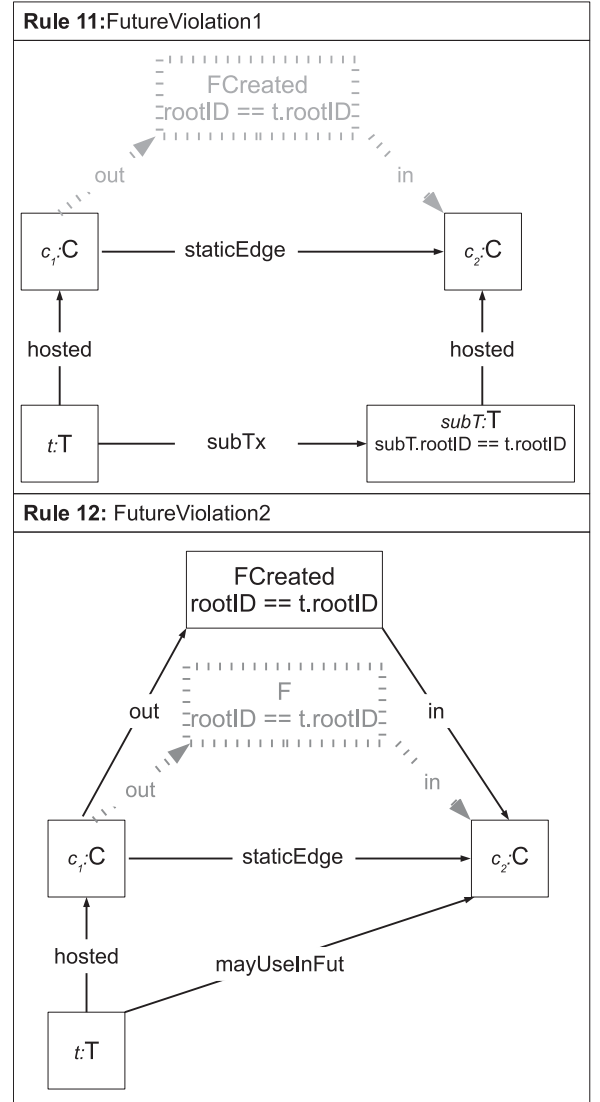 Rule 11:FutureViolation1
FCreated
rootID == t.rootID
out
in
c1:C
staticEdge
c2:C
hosted
hosted
t:T
subTx
subT:T
subT.rootID == t.rootID
Rule 12: FutureViolation2
FCreated
rootID == t.rootID
out
F
in
rootID == t.rootID
out
in
c1:C
staticEdge
c2:C
hosted
mayUseInFut
t:T